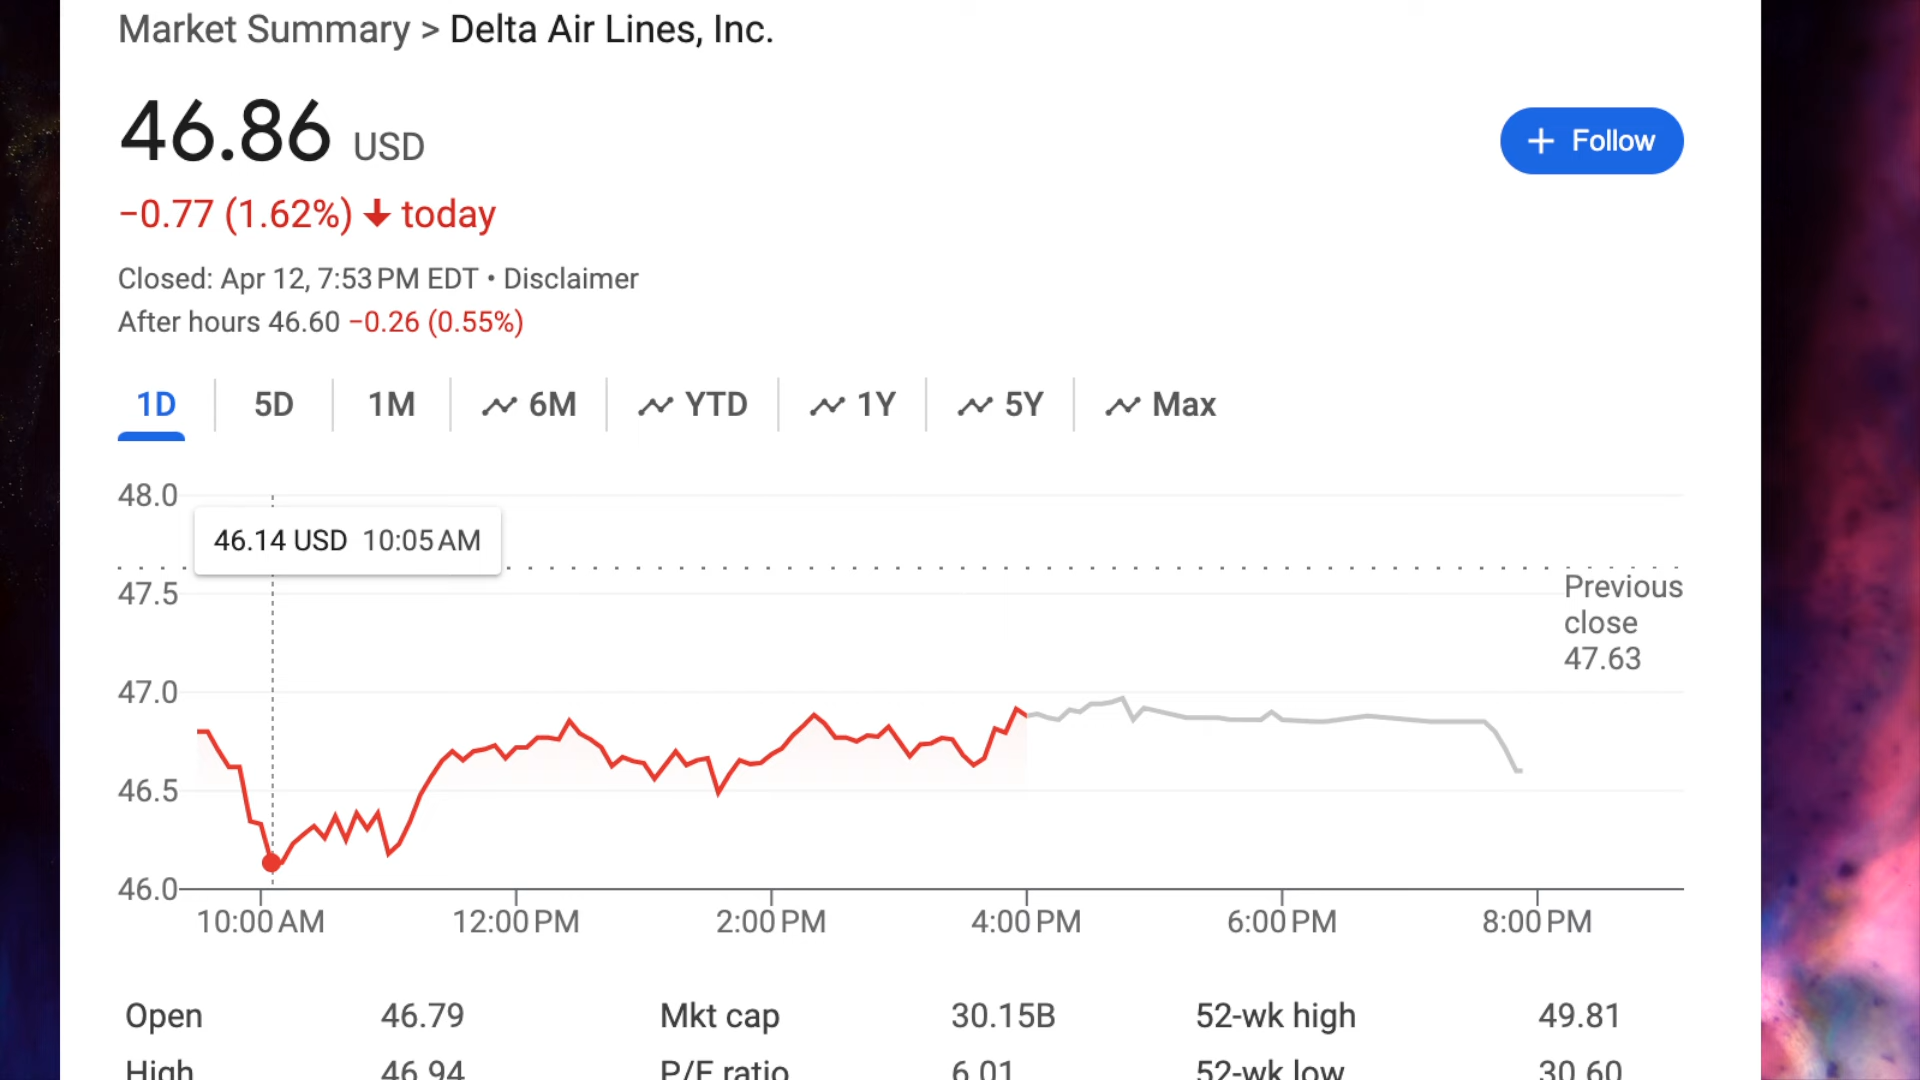 Market Summary > Delta Air Lines, Inc.
46.86 USD
+ Follow
−0.77 (1.62%) ↓ today
Closed: Apr 12, 7:53 PM EDT • Disclaimer
After hours 46.60 −0.26 (0.55%)
1D 5D 1M 6M YTD 1Y 5Y Max
48.0
46.14 USD 10:05 AM
47.5
Previous
close
47.63
47.0
46.5
46.0
10:00 AM 12:00 PM 2:00 PM 4:00 PM 6:00 PM 8:00 PM
Open 46.79 Mkt cap 30.15B 52-wk high 49.81
High 46.94 P/E ratio 6.01 52-wk low 30.60